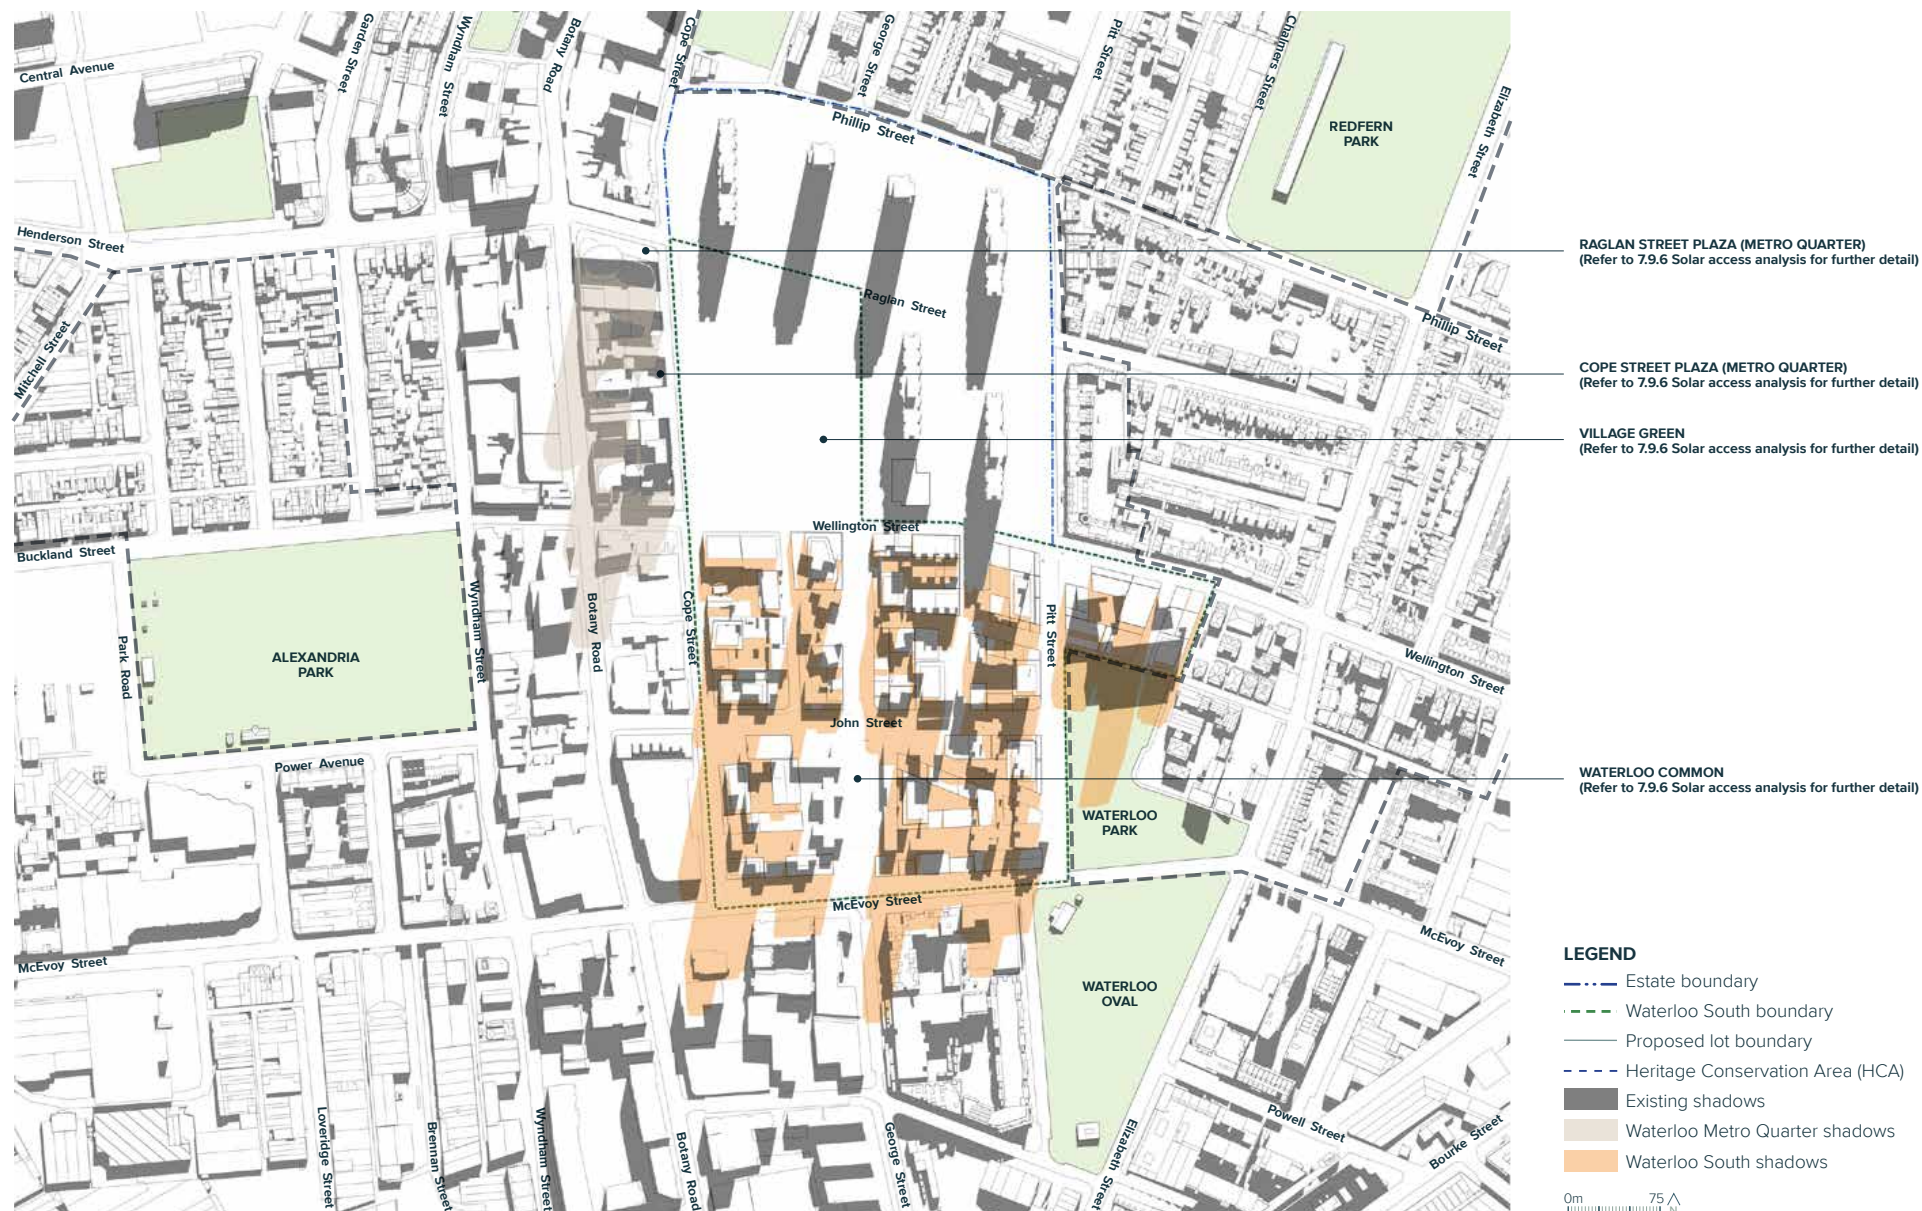 Central Avenue
Garden Street
Wyndham Street
Botany Road
Cope Street
George Street
Pitt Street
Chalmers Street
Elizabeth Street
REDFERN
PARK
Phillip Street
Henderson Street
Mitchell Street
Raglan Street
Phillip Street
RAGLAN STREET PLAZA (METRO QUARTER)
(Refer to 7.9.6 Solar access analysis for further detail)
COPE STREET PLAZA (METRO QUARTER)
(Refer to 7.9.6 Solar access analysis for further detail)
VILLAGE GREEN
(Refer to 7.9.6 Solar access analysis for further detail)
Buckland Street
Wellington Street
Park Road
ALEXANDRIA
PARK
Wyndham Street
Botany Road
Cope Street
Pitt Street
Wellington Street
John Street
Power Avenue
WATERLOO COMMON
(Refer to 7.9.6 Solar access analysis for further detail)
WATERLOO
PARK
McEvoy Street
McEvoy Street
McEvoy Street
WATERLOO
OVAL
Loveridge Street
Brennan Street
Wyndham Street
Botany Road
George Street
Elizabeth Street
Powell Street
Bourke Street
LEGEND
Estate boundary
Waterloo South boundary
Proposed lot boundary
Heritage Conservation Area (HCA)
Existing shadows
Waterloo Metro Quarter shadows
Waterloo South shadows
0m 75
N